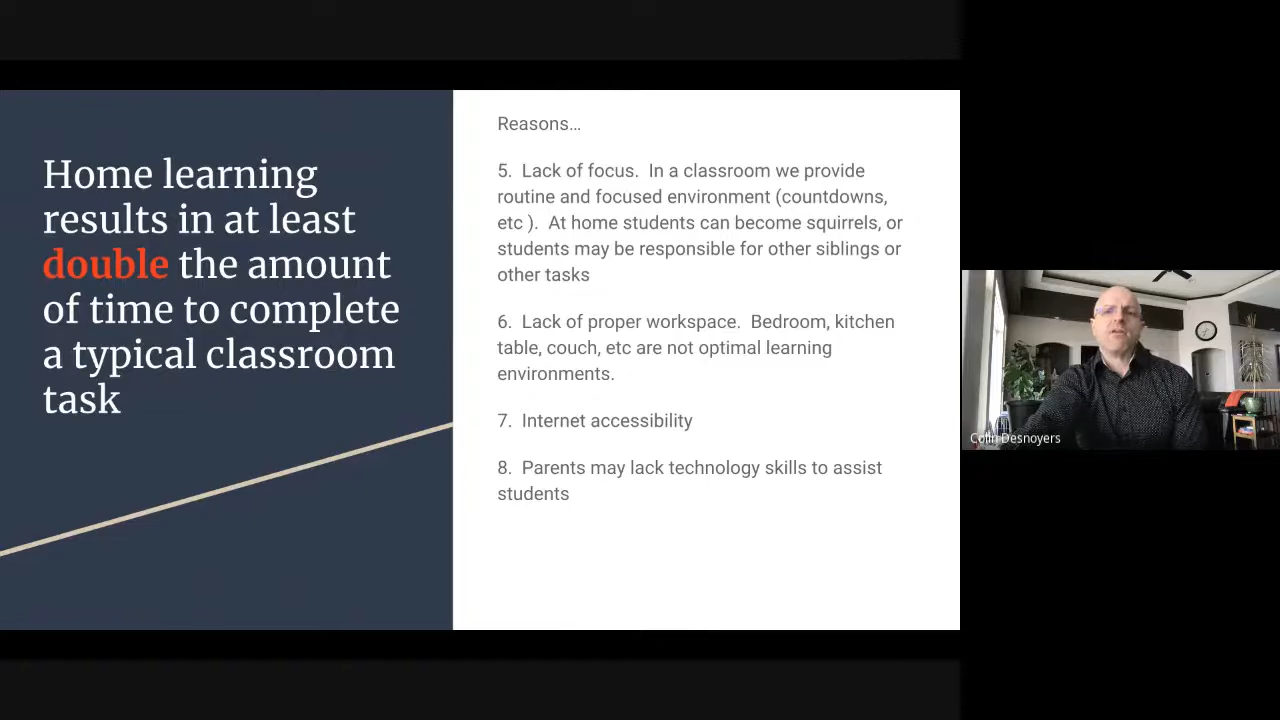 Home learning
results in at least
double the amount
of time to complete
a typical classroom
task
Reasons…
5.  Lack of focus.  In a classroom we provide
routine and focused environment (countdowns,
etc ).  At home students can become squirrels, or
students may be responsible for other siblings or
other tasks
6.  Lack of proper workspace.  Bedroom, kitchen
table, couch, etc are not optimal learning
environments.
7.  Internet accessibility
8.  Parents may lack technology skills to assist
students
Colin Desnoyers